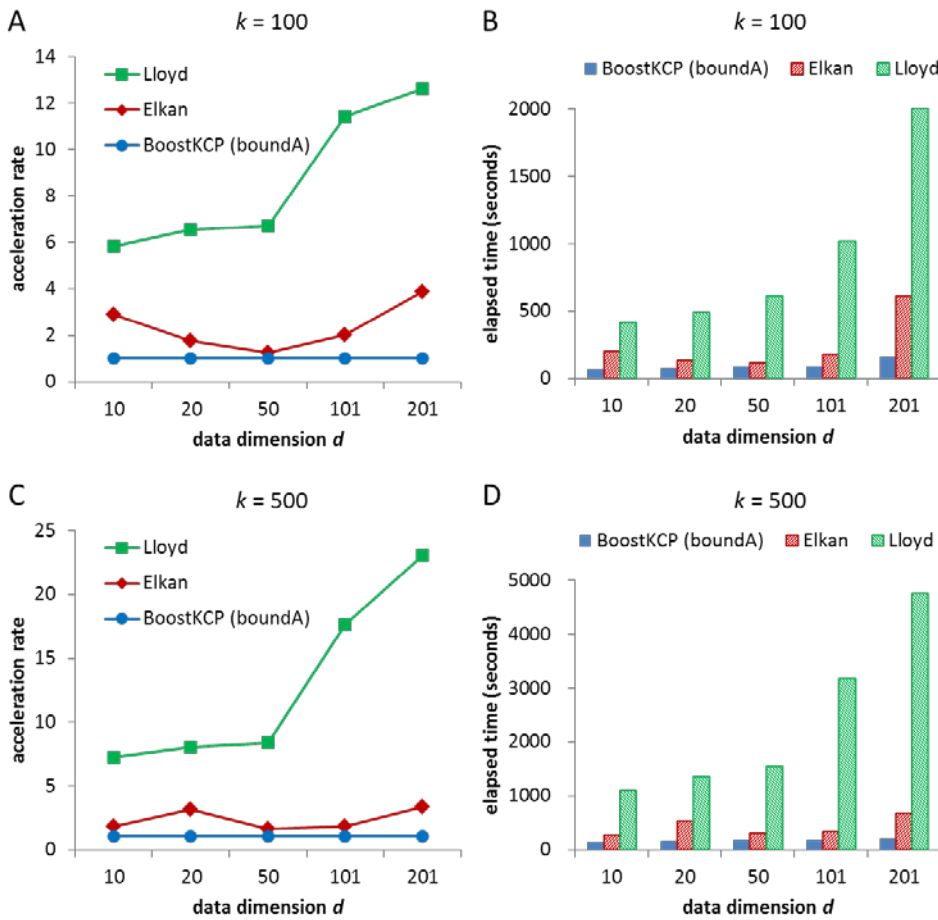 A
k = 100
14
12
10
8
6
4
2
0
acceleration rate
Lloyd
Elkan
BoostKCP (boundA)
10 20 50 101 201
data dimension d
B
k = 100
BoostKCP (boundA) Elkan Lloyd
2000
1500
1000
500
0
elapsed time (seconds)
10 20 50 101 201
data dimension d
C
k = 500
25
20
15
10
5
0
acceleration rate
Lloyd
Elkan
BoostKCP (boundA)
10 20 50 101 201
data dimension d
D
k = 500
BoostKCP (boundA) Elkan Lloyd
5000
4000
3000
2000
1000
0
elapsed time (seconds)
10 20 50 101 201
data dimension d